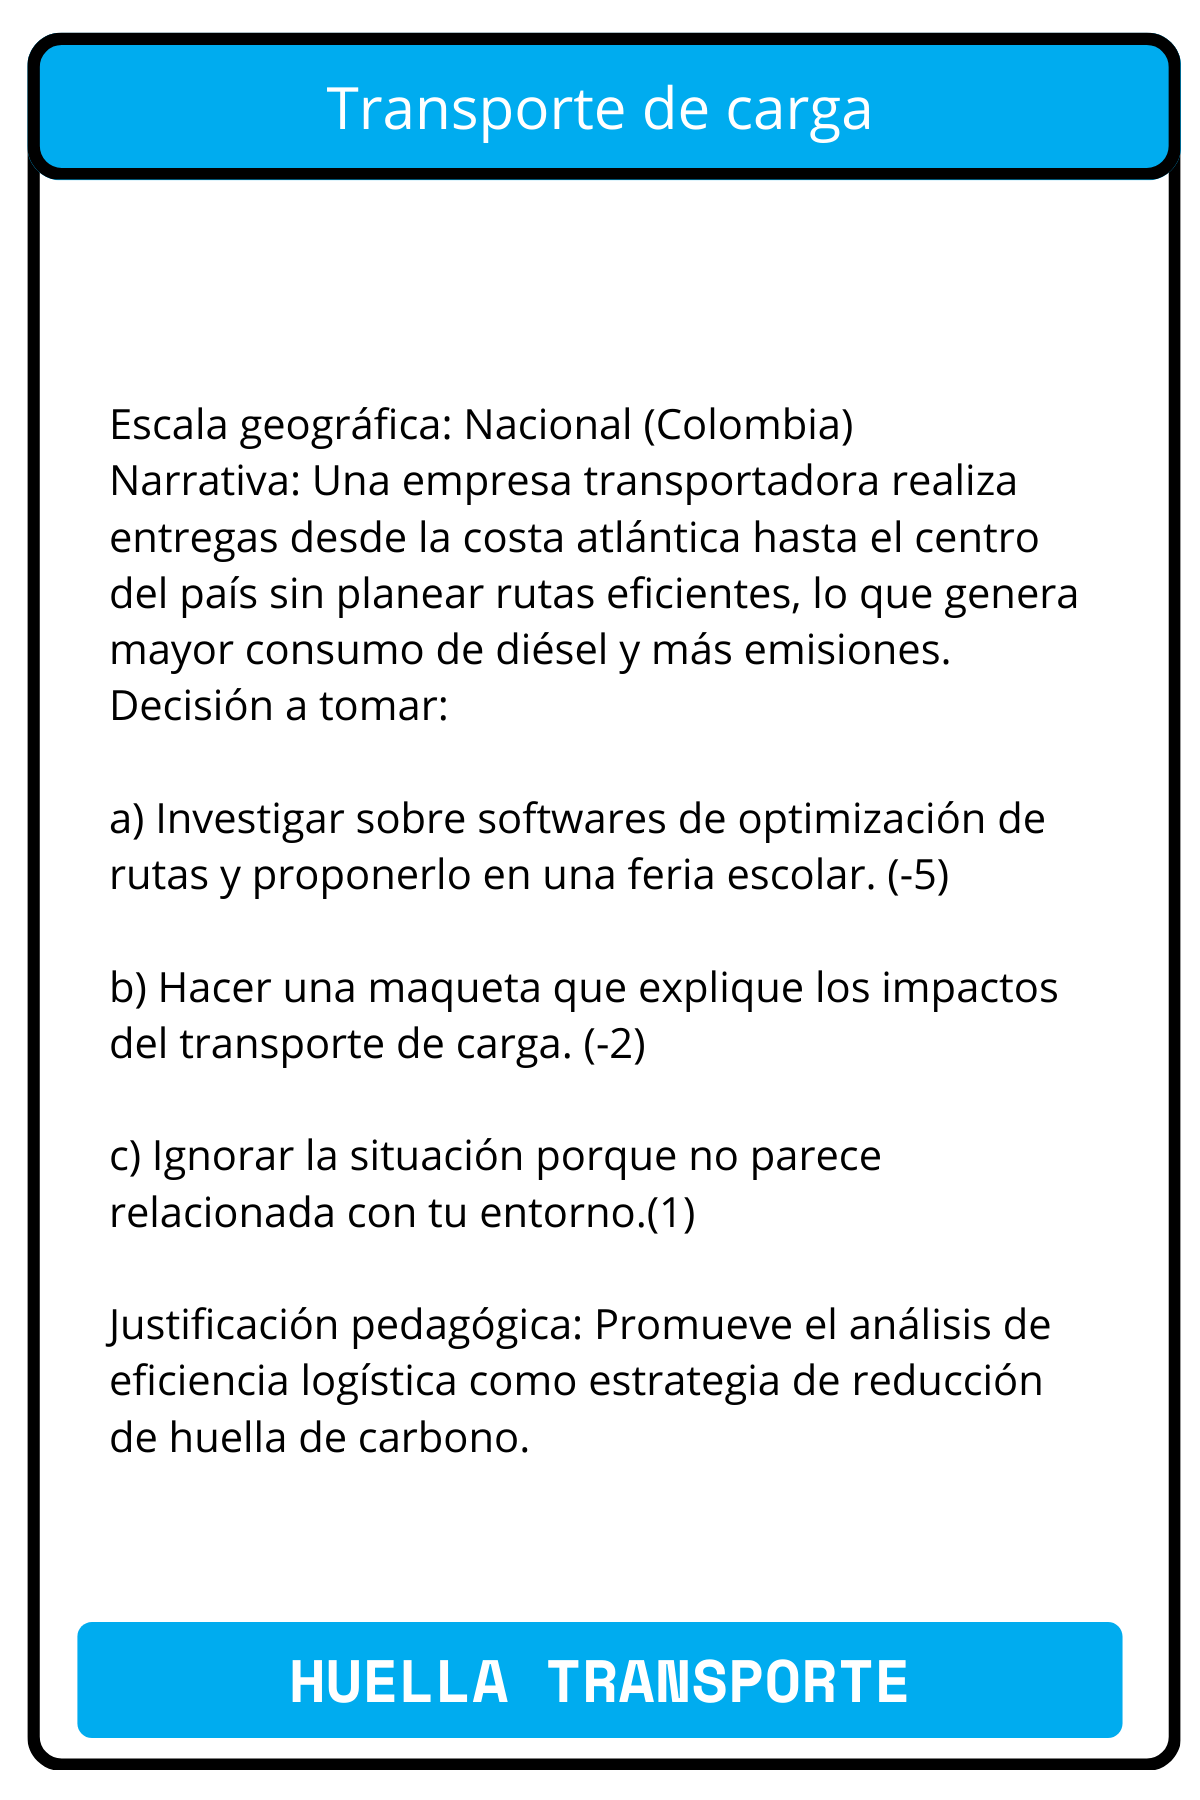 Transporte de carga
Escala geográfica: Nacional (Colombia)
Narrativa: Una empresa transportadora realiza
entregas desde la costa atlántica hasta el centro
del país sin planear rutas eficientes, lo que genera
mayor consumo de diésel y más emisiones.
Decisión a tomar:
a) Investigar sobre softwares de optimización de
rutas y proponerlo en una feria escolar. (-5)
b) Hacer una maqueta que explique los impactos
del transporte de carga. (-2)
c) Ignorar la situación porque no parece
relacionada con tu entorno.(1)
Justificación pedagógica: Promueve el análisis de
eficiencia logística como estrategia de reducción
de huella de carbono.
HUELLA TRANSPORTE